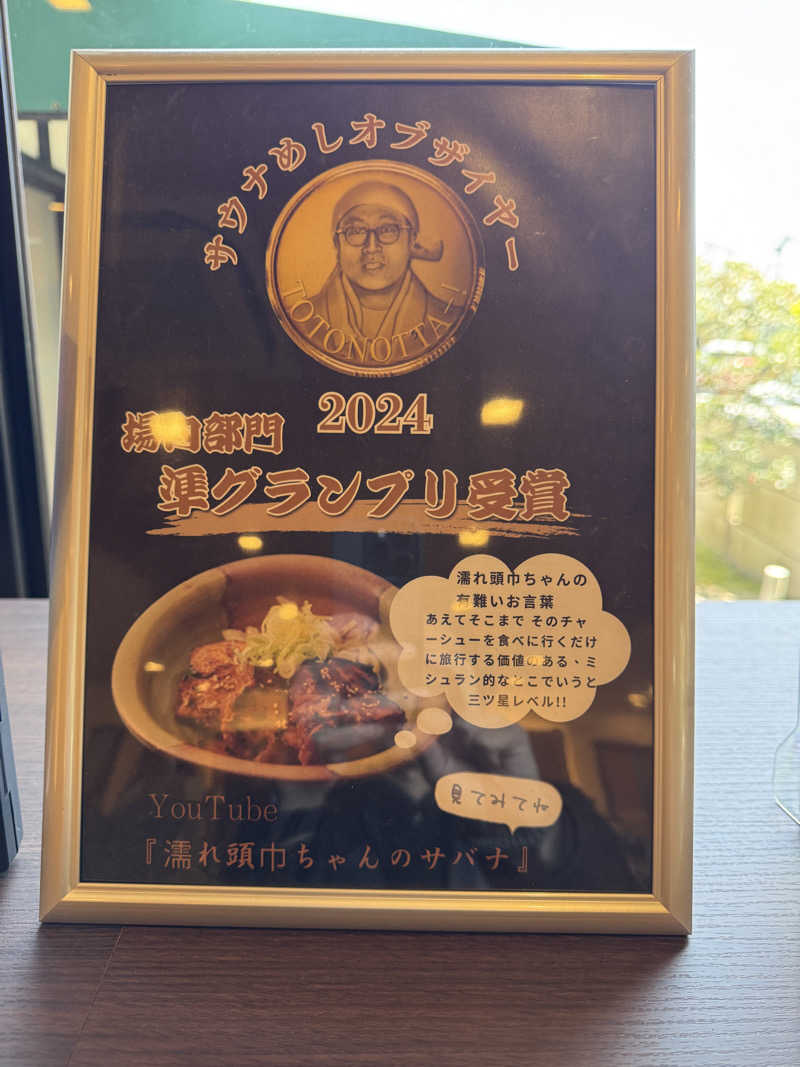 サウナめしオブザイヤー
TOTONOTTA~!
2024
場内部門
準グランプリ受賞
濡れ頭巾ちゃんの
有難いお言葉
あえてそこまで そのチャ
ーシューを食べに行くだけ
に旅行する価値のある、ミ
シュラン的なとこでいうと
三ツ星レベル!!
見てみてね
YouTube
『濡れ頭巾ちゃんのサバナ』